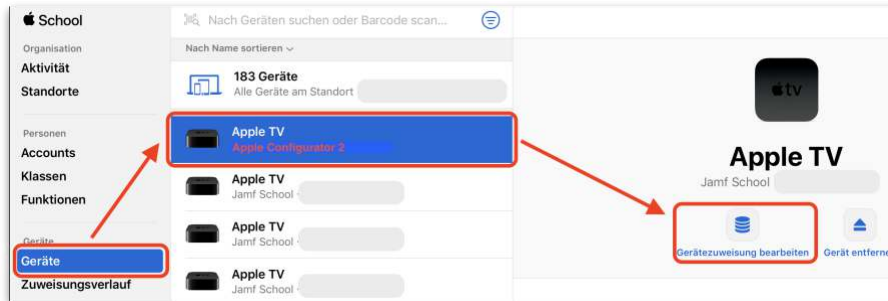 School
Organisation
Aktivität
Standorte
Personen
Accounts
Klassen
Funktionen
Geräte
Geräte
Zuweisungsverlauf
Nach Geräten suchen oder Barcode scan...
Nach Name sortieren
183 Geräte
Alle Geräte am Standort
Apple TV
Apple Configurator 2
Apple TV
Jamf School -
Apple TV
Jamf School -
Apple TV
Jamf School -
tv
Apple TV
Jamf School
Gerätezuweisung bearbeiten
Gerät entferne